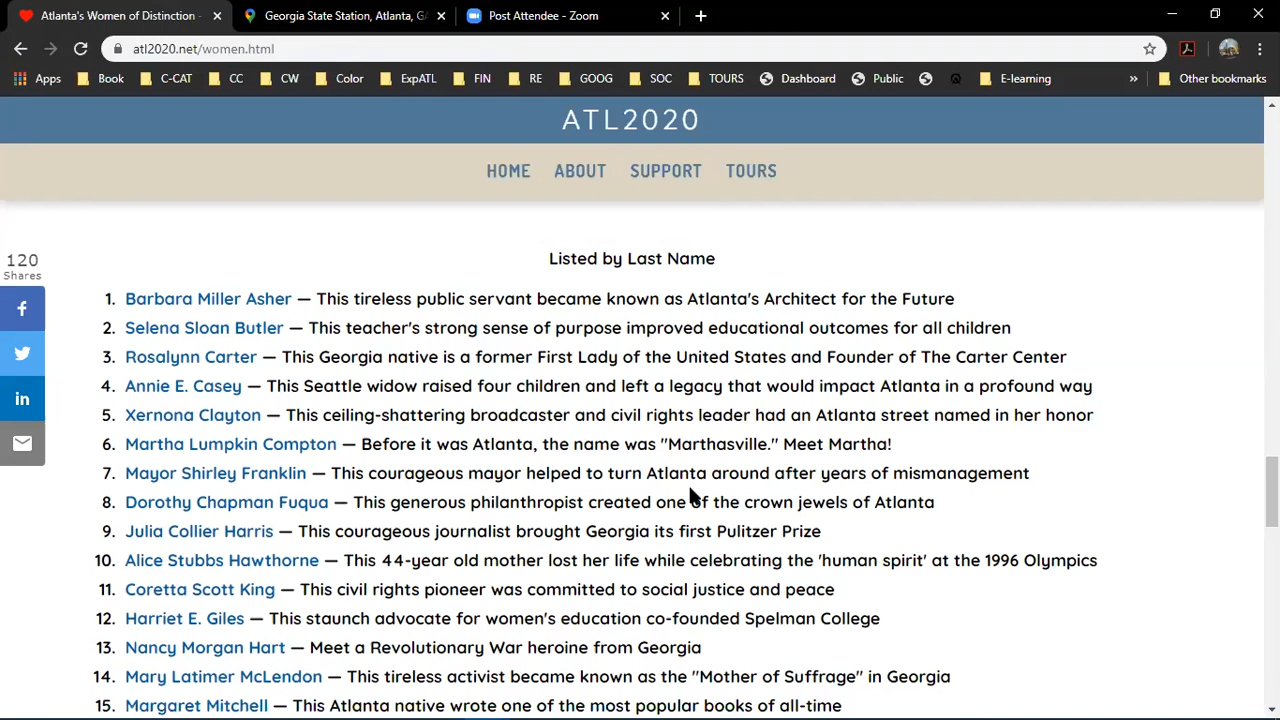 Atlanta's Women of Distinction -
Georgia State Station, Atlanta, GA
Post Attendee - Zoom
atl2020.net/women.html
Apps Book C-CAT CC CW Color ExpATL FIN RE GOOG SOC TOURS Dashboard Public E-learning » Other bookmarks
ATL2020
HOME ABOUT SUPPORT TOURS
120
Shares
Listed by Last Name
1. Barbara Miller Asher — This tireless public servant became known as Atlanta's Architect for the Future
2. Selena Sloan Butler — This teacher's strong sense of purpose improved educational outcomes for all children
3. Rosalynn Carter — This Georgia native is a former First Lady of the United States and Founder of The Carter Center
4. Annie E. Casey — This Seattle widow raised four children and left a legacy that would impact Atlanta in a profound way
5. Xernona Clayton — This ceiling-shattering broadcaster and civil rights leader had an Atlanta street named in her honor
6. Martha Lumpkin Compton — Before it was Atlanta, the name was "Marthasville." Meet Martha!
7. Mayor Shirley Franklin — This courageous mayor helped to turn Atlanta around after years of mismanagement
8. Dorothy Chapman Fuqua — This generous philanthropist created one of the crown jewels of Atlanta
9. Julia Collier Harris — This courageous journalist brought Georgia its first Pulitzer Prize
10. Alice Stubbs Hawthorne — This 44-year old mother lost her life while celebrating the 'human spirit' at the 1996 Olympics
11. Coretta Scott King — This civil rights pioneer was committed to social justice and peace
12. Harriet E. Giles — This staunch advocate for women's education co-founded Spelman College
13. Nancy Morgan Hart — Meet a Revolutionary War heroine from Georgia
14. Mary Latimer McLendon — This tireless activist became known as the "Mother of Suffrage" in Georgia
15. Margaret Mitchell — This Atlanta native wrote one of the most popular books of all-time